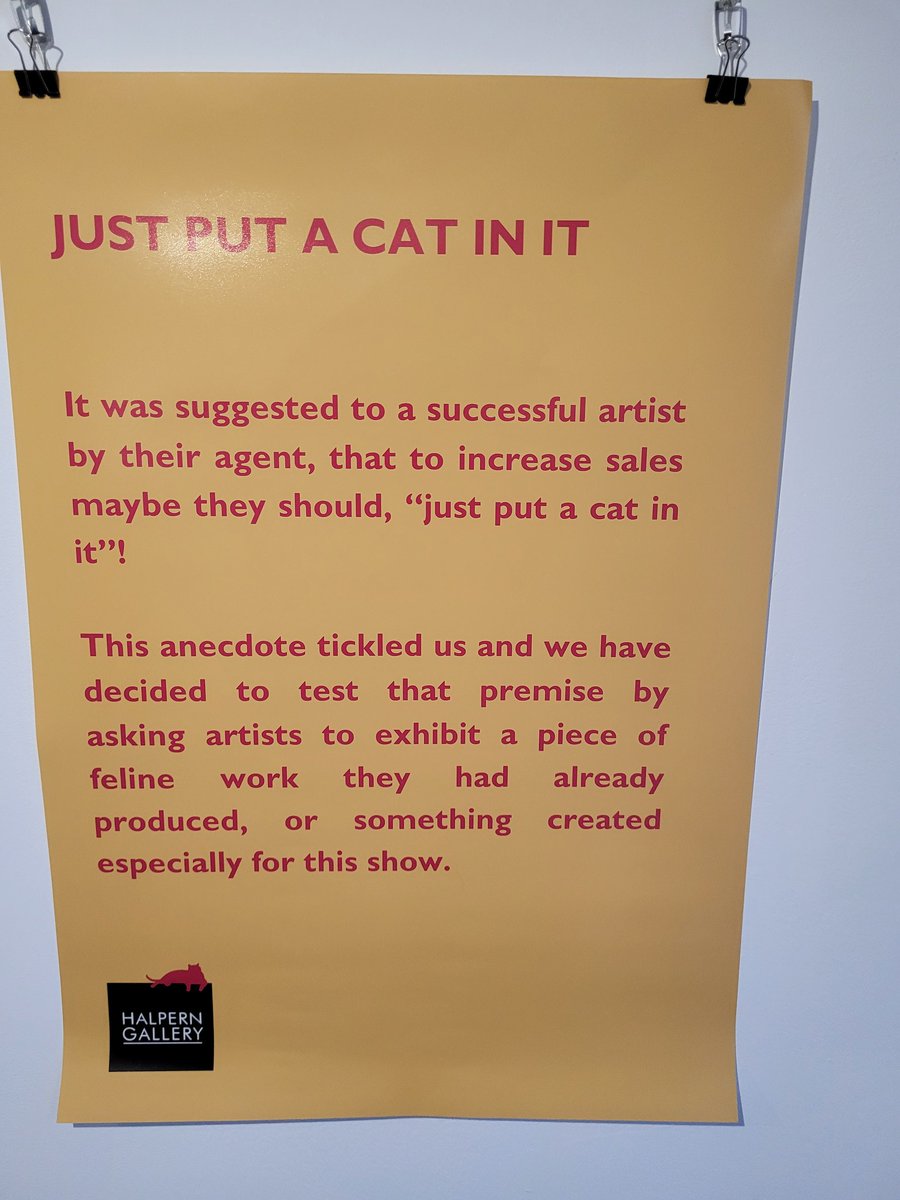 JUST PUT A CAT IN IT
It was suggested to a successful artist
by their agent, that to increase sales
maybe they should, “just put a cat in
it”!
This anecdote tickled us and we have
decided to test that premise by
asking artists to exhibit a piece of
feline work they had already
produced, or something created
especially for this show.
HALPERN
GALLERY